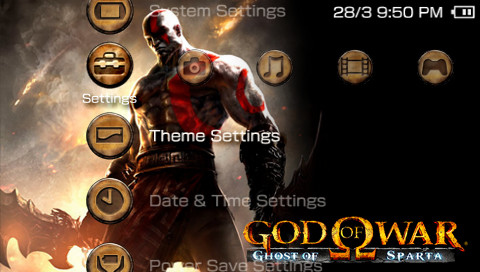 System Settings
28/3 9:50 PM
Settings
Theme Settings
Date & Time Settings
GOD OF WAR
GHOST OF SPARTA
Power Save Settings